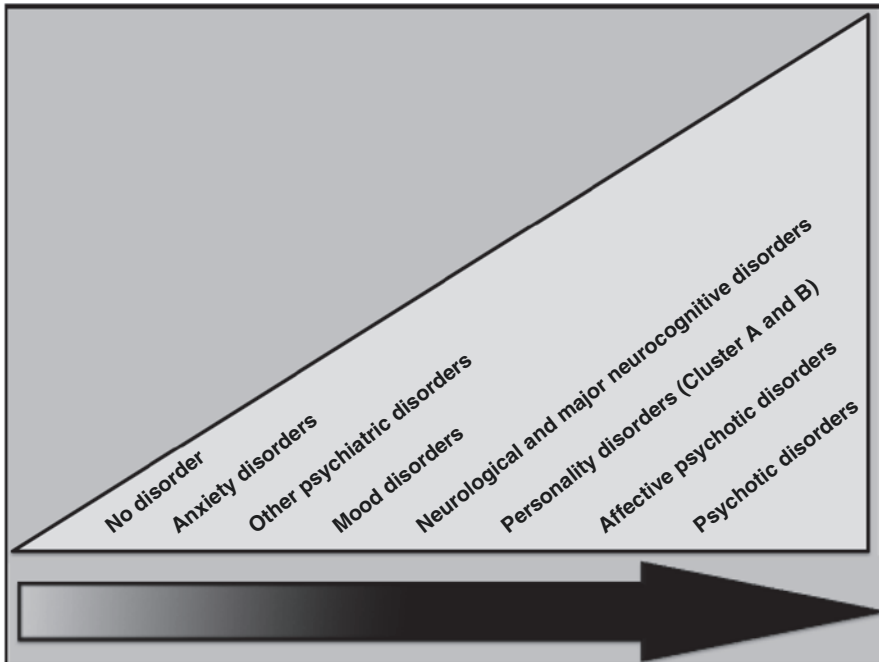 No disorder
Anxiety disorders
Other psychiatric disorders
Mood disorders
Neurological and major neurocognitive disorders
Personality disorders (Cluster A and B)
Affective psychotic disorders
Psychotic disorders